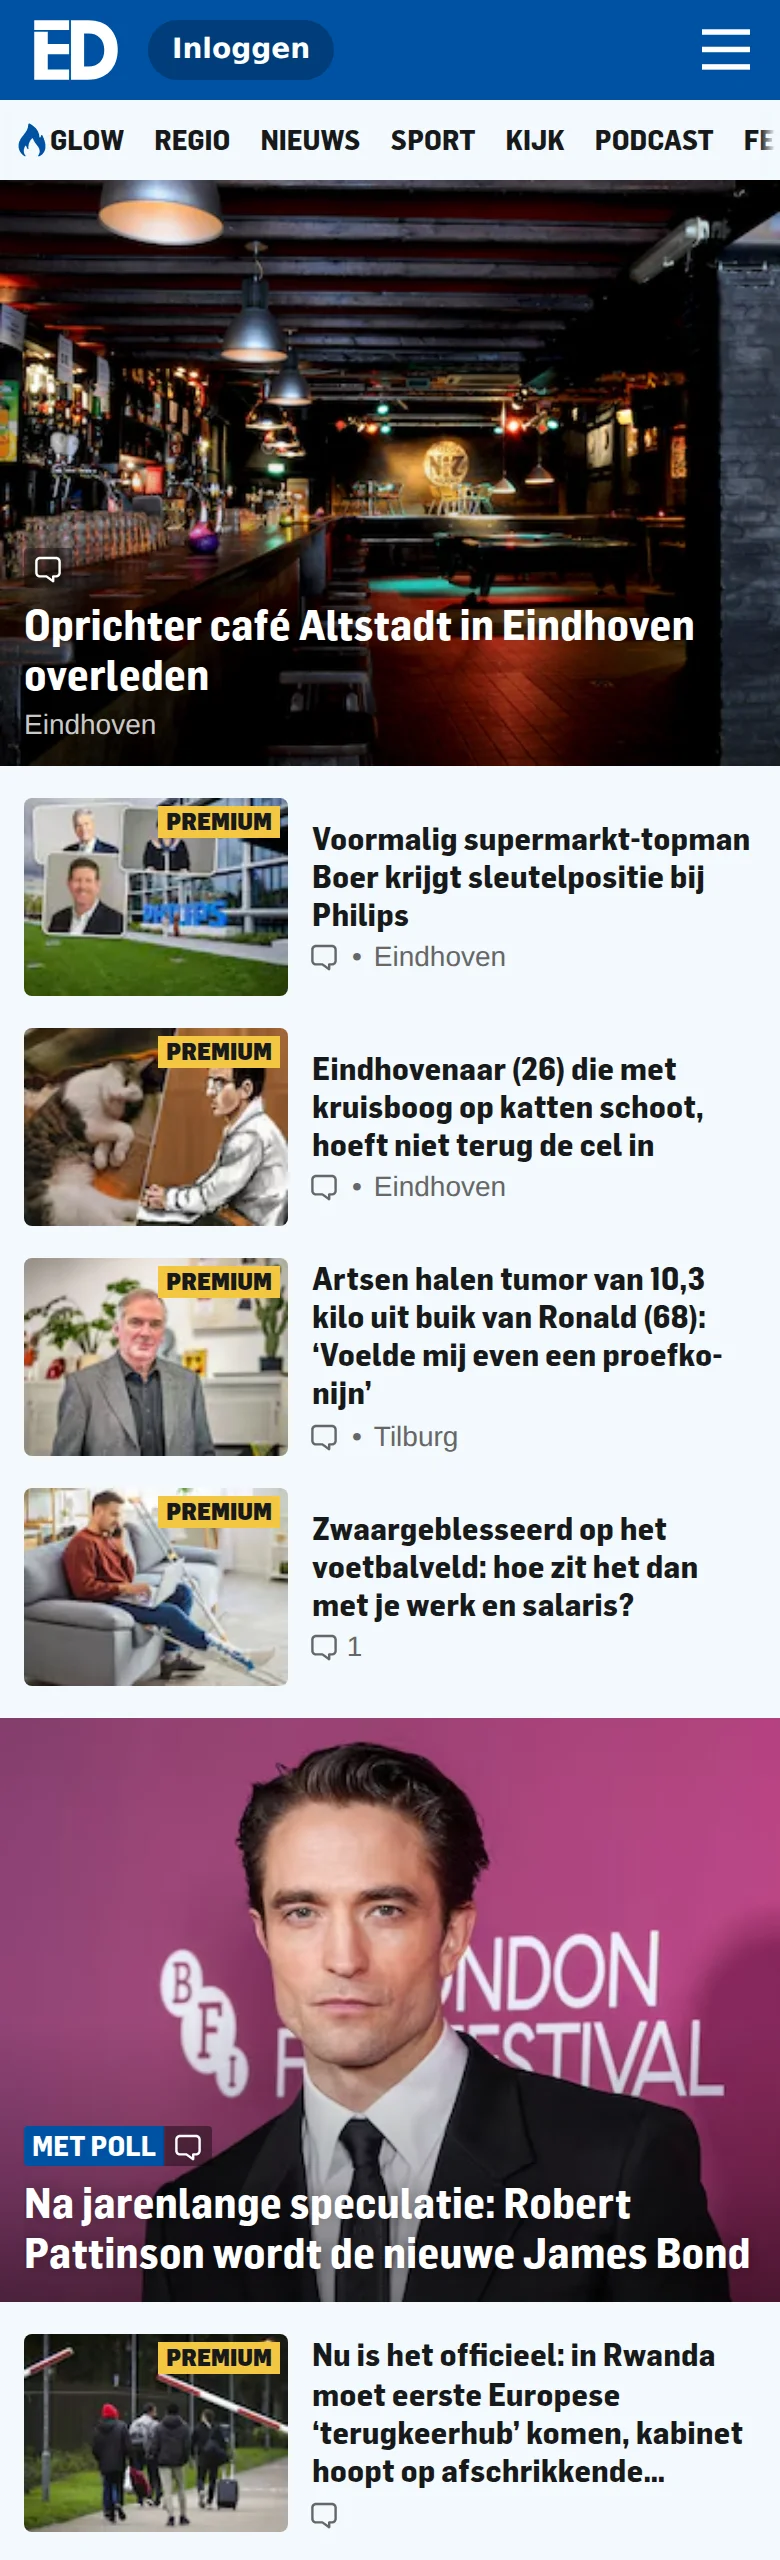 ED Inloggen
GLOW REGIO NIEUWS SPORT KIJK PODCAST FE
Oprichter café Altstadt in Eindhoven
overleden
Eindhoven
PREMIUM
PHILIPS
Voormalig supermarkt-topman
Boer krijgt sleutelpositie bij
Philips
• Eindhoven
PREMIUM
Eindhovenaar (26) die met
kruisboog op katten schoot,
hoeft niet terug de cel in
• Eindhoven
PREMIUM
Artsen halen tumor van 10,3
kilo uit buik van Ronald (68):
‘Voelde mij even een proefko-
nijn’
• Tilburg
PREMIUM
Zwaargeblesseerd op het
voetbalveld: hoe zit het dan
met je werk en salaris?
1
BFI
NDON
F ESTIVAL
MET POLL
Na jarenlange speculatie: Robert
Pattinson wordt de nieuwe James Bond
PREMIUM
Nu is het officieel: in Rwanda
moet eerste Europese
‘terugkeerhub’ komen, kabinet
hoopt op afschrikkende...